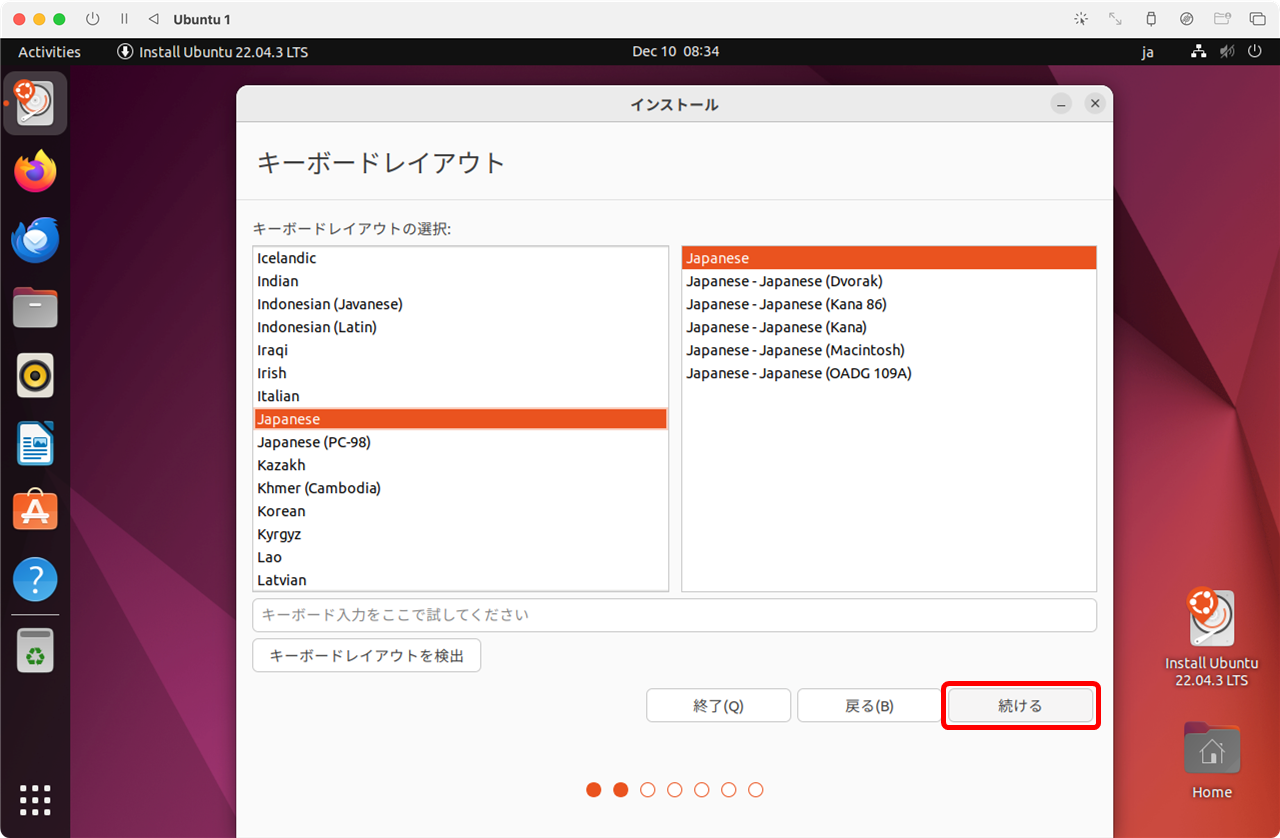 Ubuntu 1
Activities
Install Ubuntu 22.04.3 LTS
Dec 10 08:34
ja
インストール
キーボードレイアウト
キーボードレイアウトの選択:
Icelandic
Indian
Indonesian (Javanese)
Indonesian (Latin)
Iraqi
Irish
Italian
Japanese
Japanese (PC-98)
Kazakh
Khmer (Cambodia)
Korean
Kyrgyz
Lao
Latvian
Japanese
Japanese - Japanese (Dvorak)
Japanese - Japanese (Kana 86)
Japanese - Japanese (Kana)
Japanese - Japanese (Macintosh)
Japanese - Japanese (OADG 109A)
キーボード入力をここで試してください
キーボードレイアウトを検出
終了(Q)
戻る(B)
続ける
Install Ubuntu
22.04.3 LTS
Home